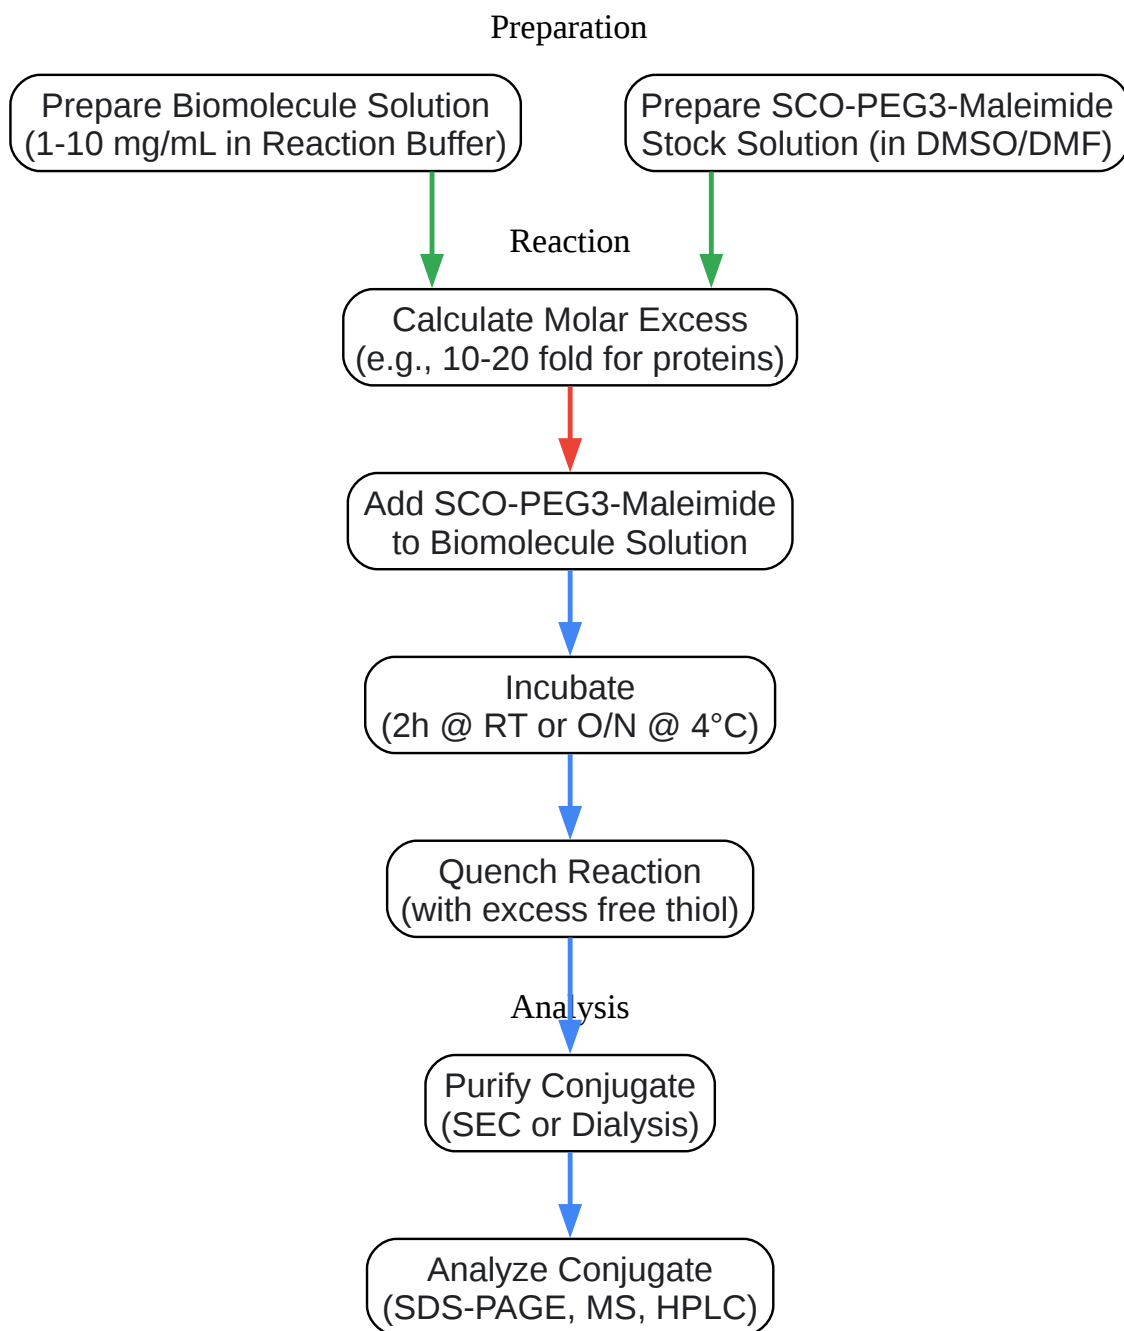 Preparation
Prepare Biomolecule Solution
(1-10 mg/mL in Reaction Buffer)
Prepare SCO-PEG3-Maleimide
Stock Solution (in DMSO/DMF)
Reaction
Calculate Molar Excess
(e.g., 10-20 fold for proteins)
Add SCO-PEG3-Maleimide
to Biomolecule Solution
Incubate
(2h @ RT or O/N @ 4°C)
Quench Reaction
(with excess free thiol)
Analysis
Purify Conjugate
(SEC or Dialysis)
Analyze Conjugate
(SDS-PAGE, MS, HPLC)